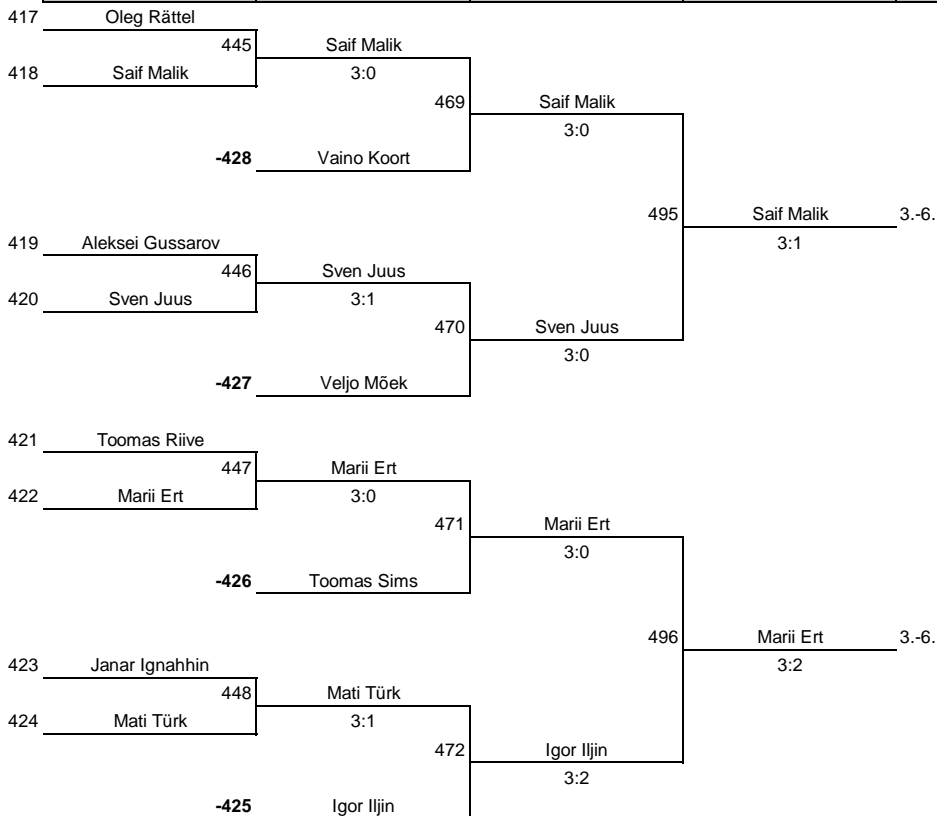 417 Oleg Rättel
445 Saif Malik
418 Saif Malik 3:0
469 Saif Malik
3:0
-428 Vaino Koort
495 Saif Malik 3.-6.
419 Aleksei Gussarov 3:1
446 Sven Juus
420 Sven Juus 3:1
470 Sven Juus
3:0
-427 Veljo Mõek
421 Toomas Riive
447 Marii Ert
422 Marii Ert 3:0
471 Marii Ert
3:0
-426 Toomas Sims
496 Marii Ert 3.-6.
423 Janar Ignahhin 3:2
448 Mati Türk
424 Mati Türk 3:1
472 Igor Iljin
3:2
-425 Igor Iljin